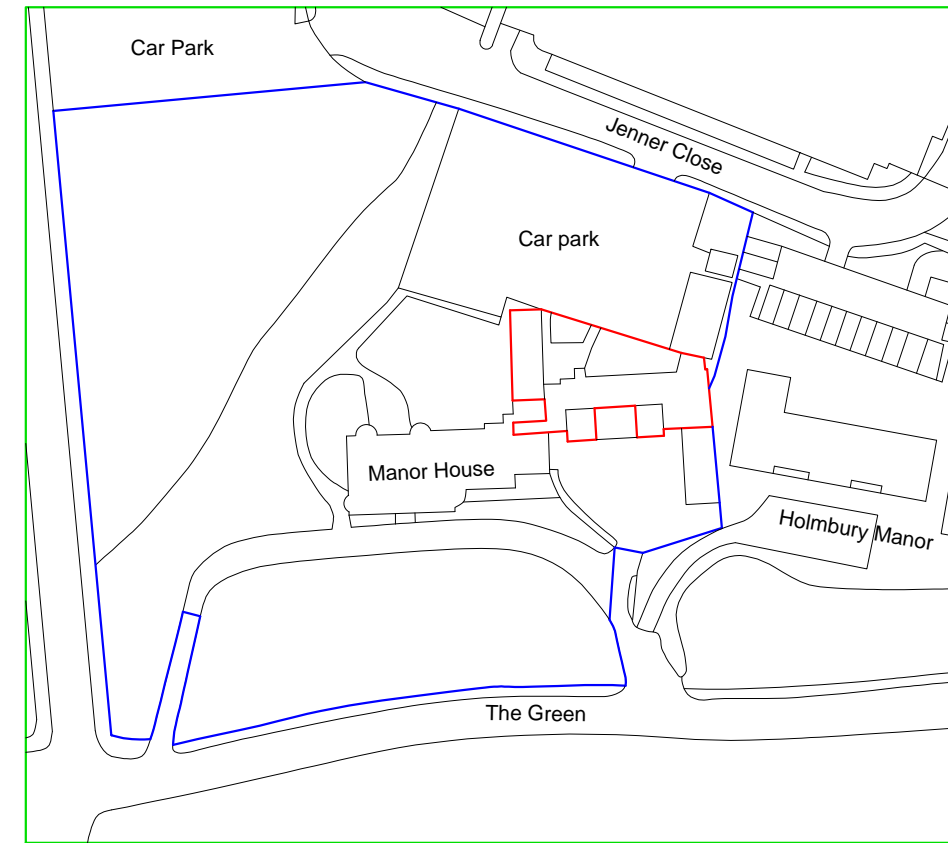 Car Park
Jenner Close
Car park
Manor House
Holmbury Manor
The Green